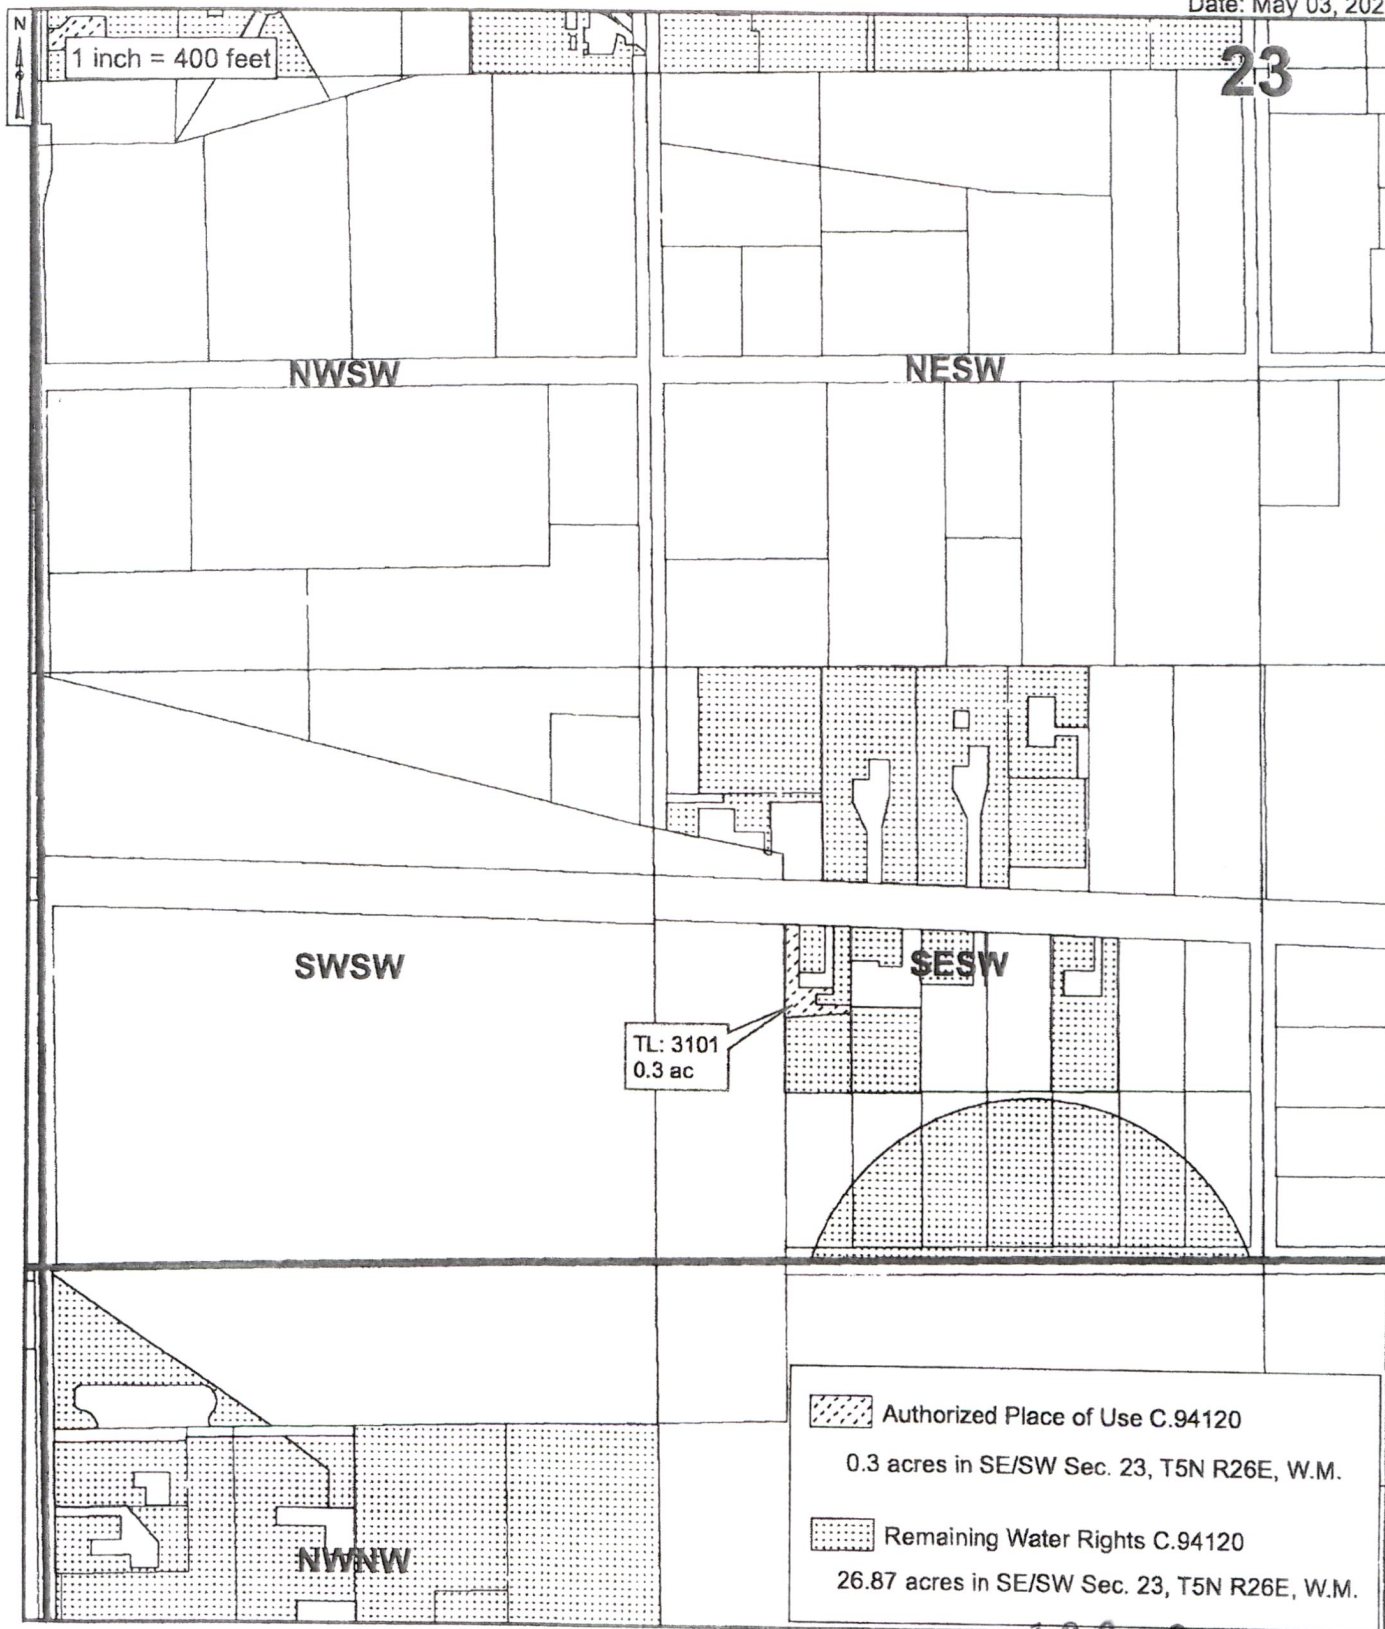 Date: May 03, 202
N
1 inch = 400 feet
23
NWSW
NESW
SWSW
SESW
TL: 3101
0.3 ac
NWNW
Authorized Place of Use C.94120
0.3 acres in SE/SW Sec. 23, T5N R26E, W.M.
Remaining Water Rights C.94120
26.87 acres in SE/SW Sec. 23, T5N R26E, W.M.